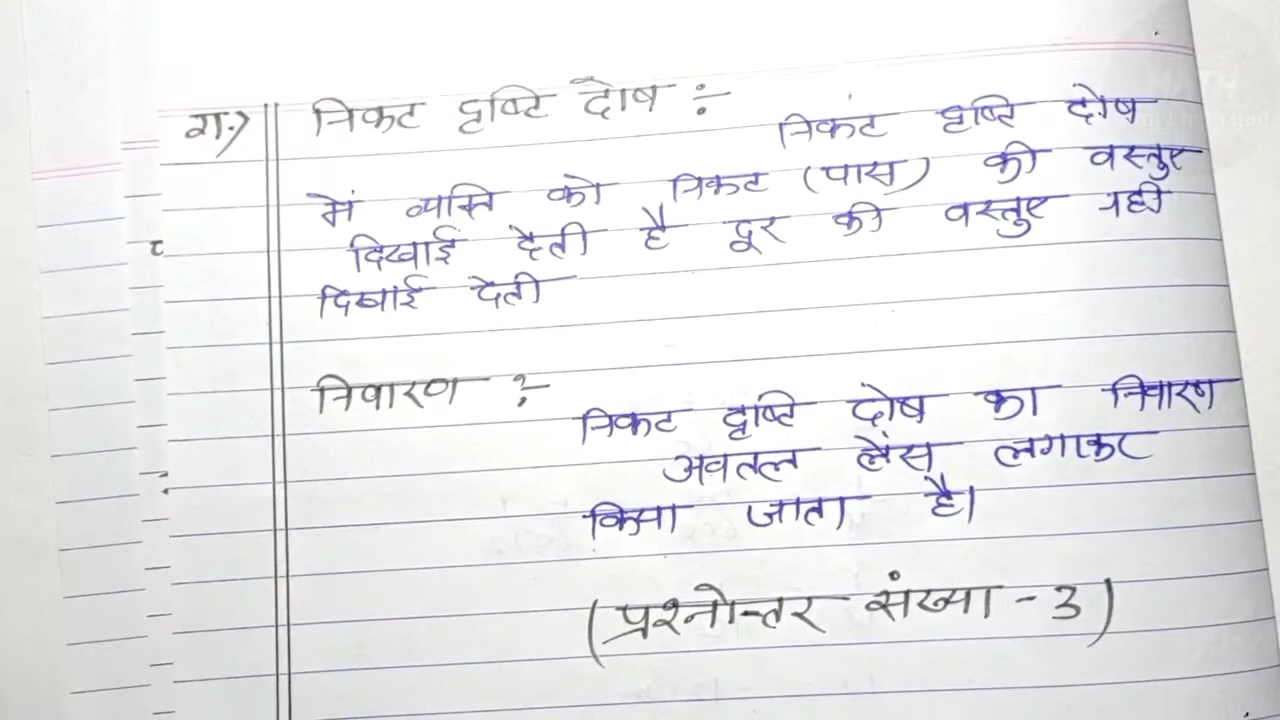 ग.) निकट दृष्टि दोष :-
निकट दृष्टि दोष
में व्यक्ति को निकट (पास) की वस्तुए
दिखाई देती है दूर की वस्तुए नही
दिखाई देती
निवारण :-
निकट दृष्टि दोष का निवारण
अवतल लेंस लगाकर
किया जाता है।
(प्रश्नोत्तर संख्या - 3)